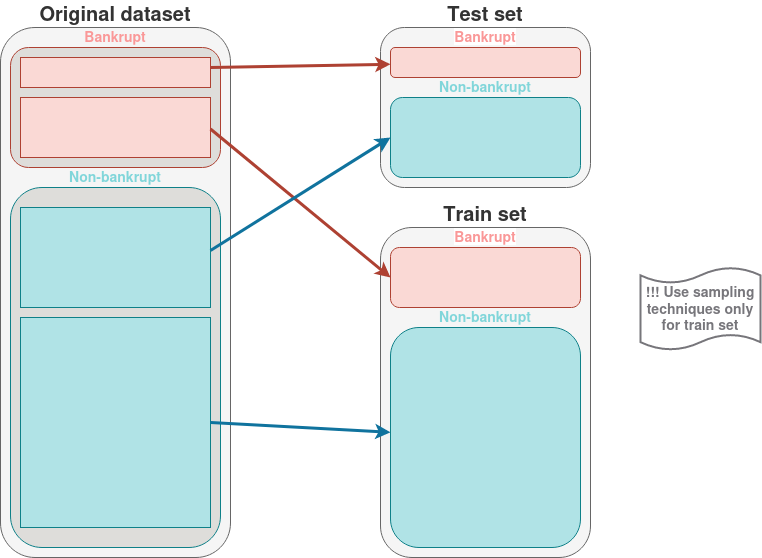 Original dataset
Bankrupt
Non-bankrupt
Test set
Bankrupt
Non-bankrupt
Train set
Bankrupt
Non-bankrupt
!!! Use sampling
techniques only
for train set